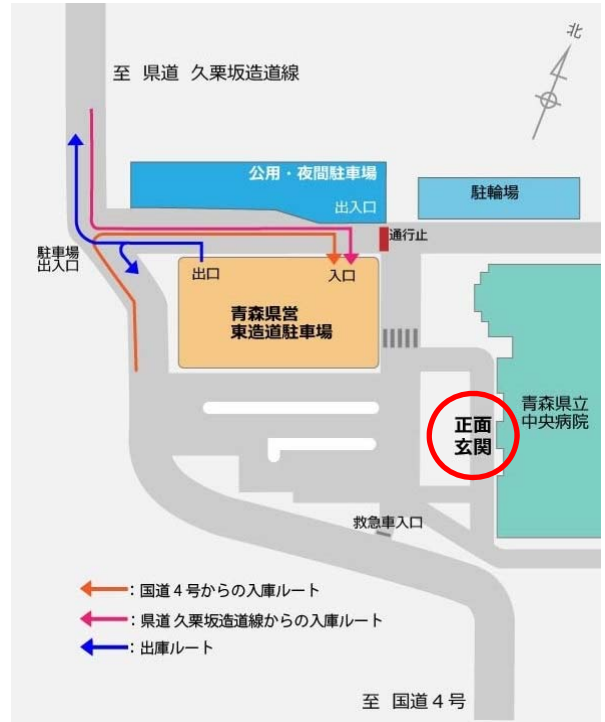 北
至 県道 久栗坂造道線
公用・夜間駐車場
出入口
駐輪場
通行止
駐車場
出入口
出口
入口
青森県営
東造道駐車場
正面
玄関
青森県立
中央病院
救急車入口
：国道４号からの入庫ルート
：県道 久栗坂造道線からの入庫ルート
：出庫ルート
至 国道４号